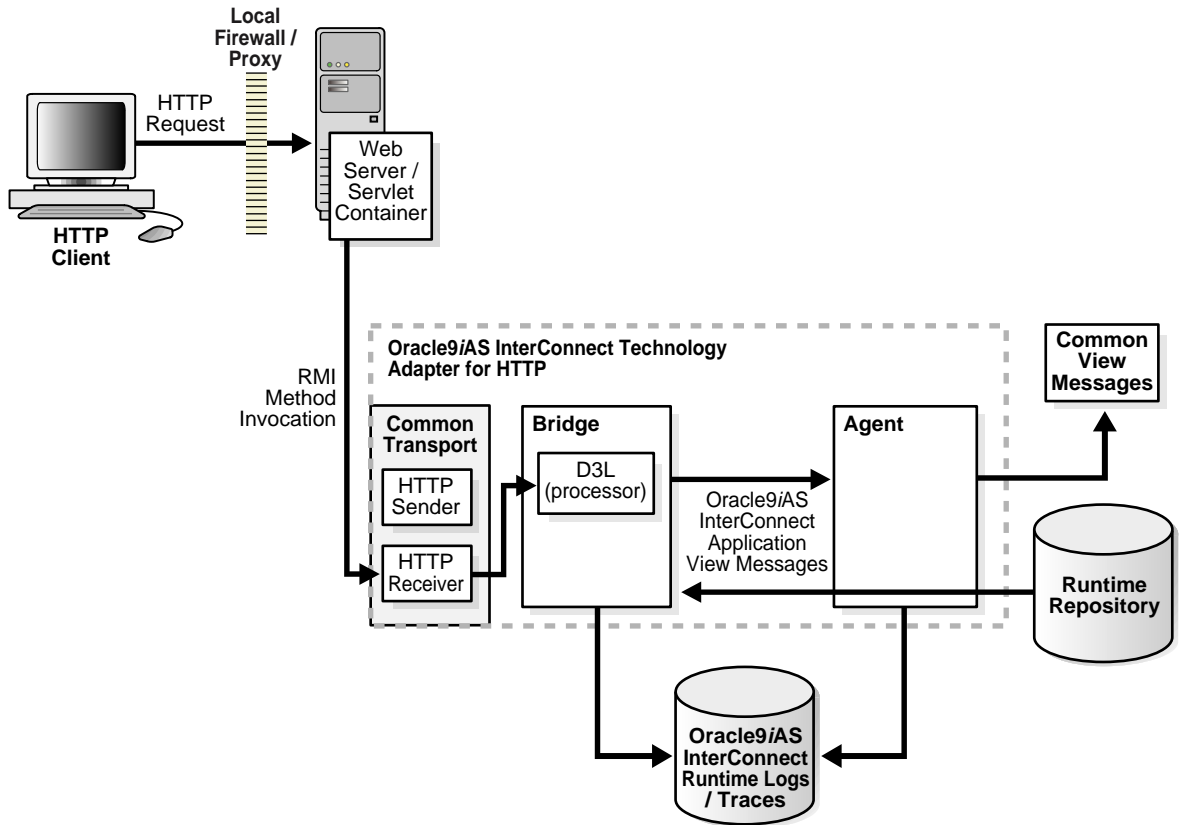 Local
Firewall /
Proxy
HTTP
Request
Web
Server /
Servlet
Container
HTTP
Client
RMI
Method
Invocation
Oracle9iAS InterConnect Technology
Adapter for HTTP
Common
Transport
HTTP
Sender
HTTP
Receiver
Bridge
D3L
(processor)
Oracle9iAS
InterConnect
Application
View Messages
Agent
Common
View
Messages
Runtime
Repository
Oracle9iAS
InterConnect
Runtime Logs
/ Traces